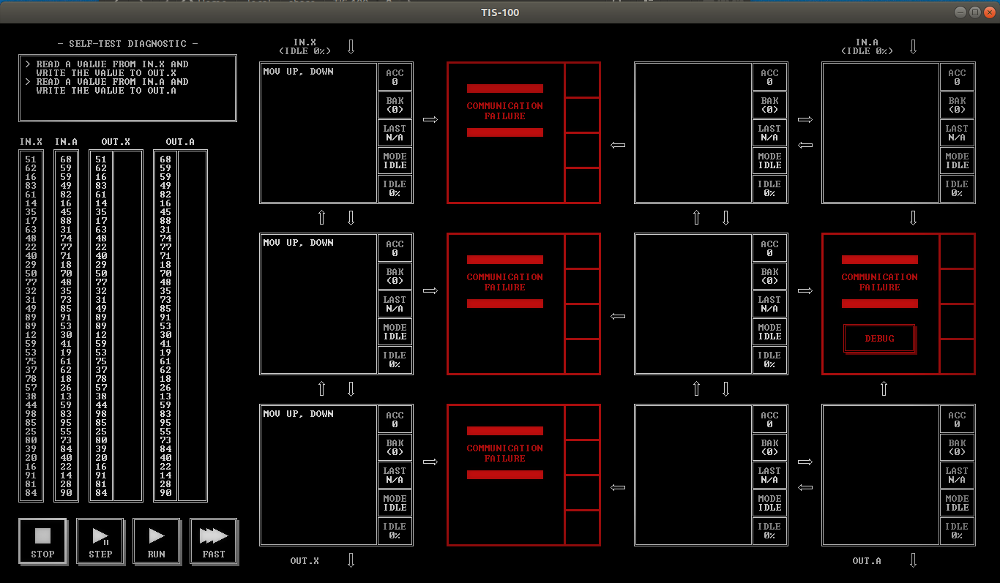 TIS-100
- SELF-TEST DIAGNOSTIC -
> READ A VALUE FROM IN.X AND
WRITE THE VALUE TO OUT.X
> READ A VALUE FROM IN.A AND
WRITE THE VALUE TO OUT.A
IN.X IN.A OUT.X OUT.A
51 68 51 68
62 59 62 59
16 59 16 59
83 49 83 49
61 82 61 82
14 16 14 16
35 45 35 45
17 88 17 88
63 31 63 31
48 74 48 74
22 77 22 77
40 71 40 71
29 18 29 18
50 70 50 70
77 48 77 48
32 35 32 35
31 73 31 73
49 85 49 85
89 91 89 91
89 53 89 53
12 30 12 30
59 41 59 41
53 19 53 19
75 61 75 61
37 62 37 62
78 18 78 18
57 26 57 26
38 13 38 13
44 59 44 59
98 83 98 83
85 95 85 95
25 55 25 55
80 73 80 73
39 84 39 84
20 40 20 40
16 22 16 22
91 14 91 14
81 28 81 28
84 90 84 90
STOP
STEP
RUN
FAST
IN.X
(IDLE 0%)
IN.A
(IDLE 0%)
MOV UP, DOWN
ACC
0
BAK
(0)
LAST
N/A
MODE
IDLE
IDLE
0%
COMMUNICATION
FAILURE
ACC
0
BAK
(0)
LAST
N/A
MODE
IDLE
IDLE
0%
ACC
0
BAK
(0)
LAST
N/A
MODE
IDLE
IDLE
0%
MOV UP, DOWN
ACC
0
BAK
(0)
LAST
N/A
MODE
IDLE
IDLE
0%
COMMUNICATION
FAILURE
ACC
0
BAK
(0)
LAST
N/A
MODE
IDLE
IDLE
0%
COMMUNICATION
FAILURE
DEBUG
MOV UP, DOWN
ACC
0
BAK
(0)
LAST
N/A
MODE
IDLE
IDLE
0%
COMMUNICATION
FAILURE
ACC
0
BAK
(0)
LAST
N/A
MODE
IDLE
IDLE
0%
ACC
0
BAK
(0)
LAST
N/A
MODE
IDLE
IDLE
0%
OUT.X
OUT.A